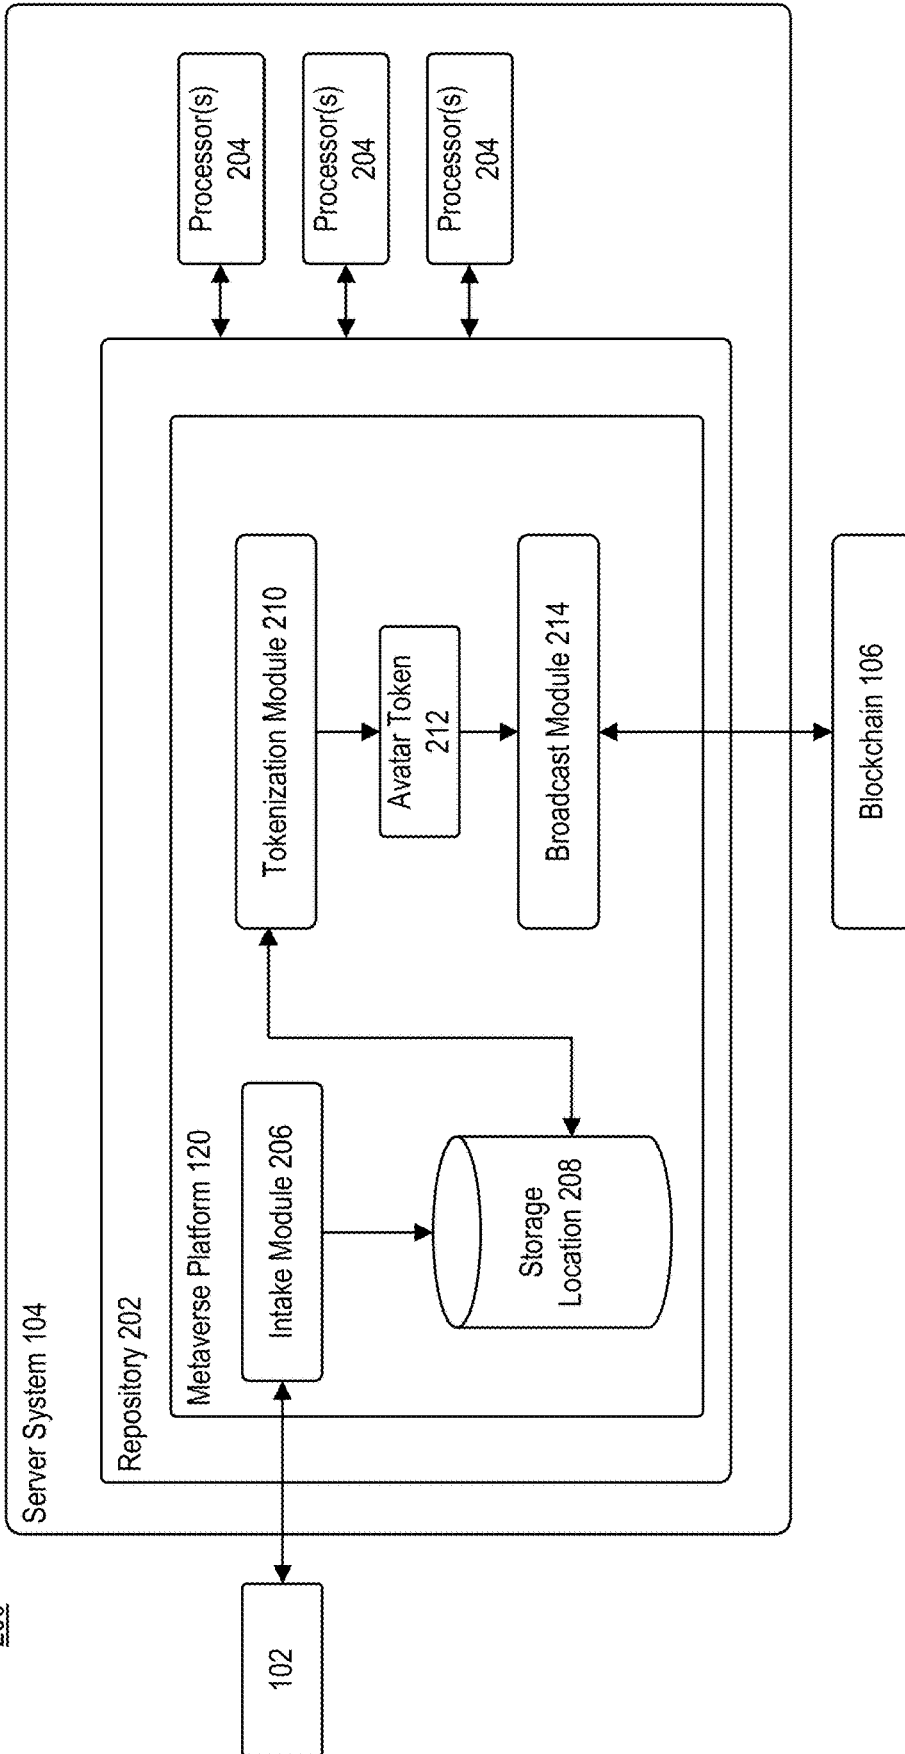 Server System 104
Repository 202
Metaverse Platform 120
102
Intake Module 206
Storage
Location 208
Tokenization Module 210
Avatar Token
212
Broadcast Module 214
Processor(s)
204
Processor(s)
204
Processor(s)
204
Blockchain 106